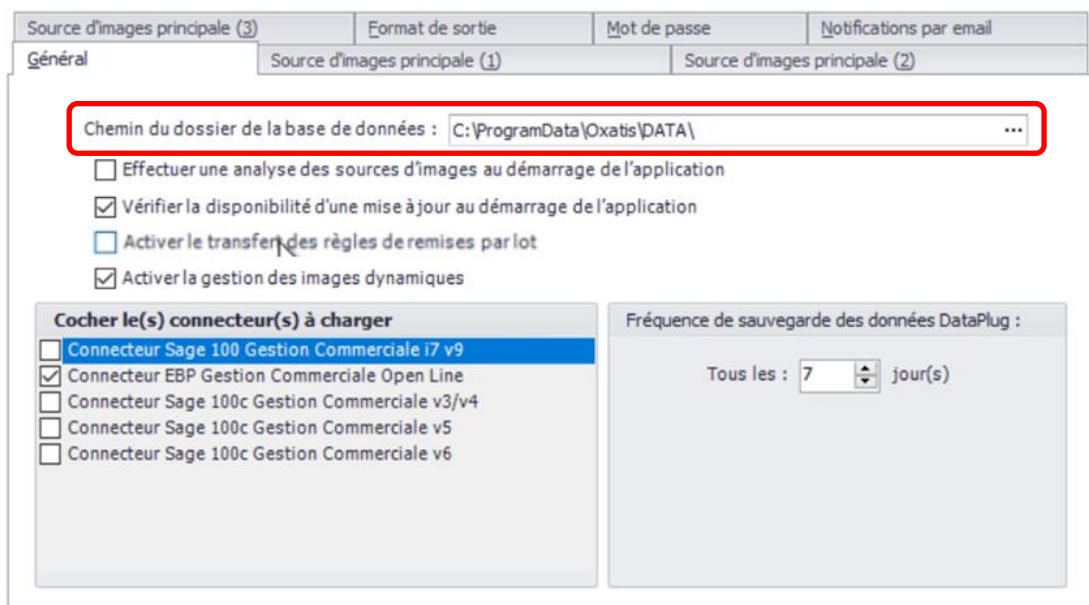 Source d'images principale (3) Format de sortie Mot de passe Notifications par email
Général Source d'images principale (1) Source d'images principale (2)
Chemin du dossier de la base de données : C:\ProgramData\Oxatis\DATA\ ...
Effectuer une analyse des sources d'images au démarrage de l'application
Vérifier la disponibilité d'une mise à jour au démarrage de l'application
Activer le transfert des règles de remises par lot
Activer la gestion des images dynamiques
Cocher le(s) connecteur(s) à charger
Connecteur Sage 100 Gestion Commerciale i7 v9
Connecteur EBP Gestion Commerciale Open Line
Connecteur Sage 100c Gestion Commerciale v3/v4
Connecteur Sage 100c Gestion Commerciale v5
Connecteur Sage 100c Gestion Commerciale v6
Fréquence de sauvegarde des données DataPlug :
Tous les : 7 jour(s)